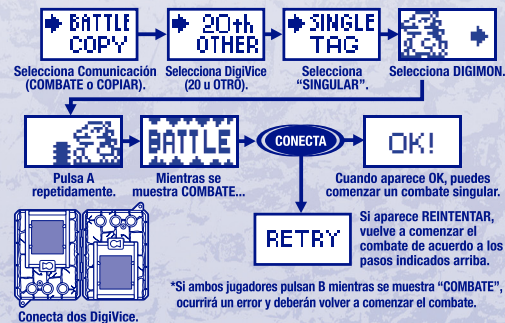 BATTLE
COPY
20th
OTHER
SINGLE
TAG
Selecciona Comunicación
(COMBATE o COPIAR).
Selecciona DigiVice
(20 u OTRO).
Selecciona
“SINGULAR”.
Selecciona DIGIMON.
BATTLE
CONECTA
OK!
Pulsa A
repetidamente.
Mientras se
muestra COMBATE...
Cuando aparece OK, puedes
comenzar un combate singular.
RETRY
Si aparece REINTENTAR,
vuelve a comenzar el
combate de acuerdo a los
pasos indicados arriba.
*Si ambos jugadores pulsan B mientras se muestra “COMBATE”,
ocurrirá un error y deberán volver a comenzar el combate.
Conecta dos DigiVice.